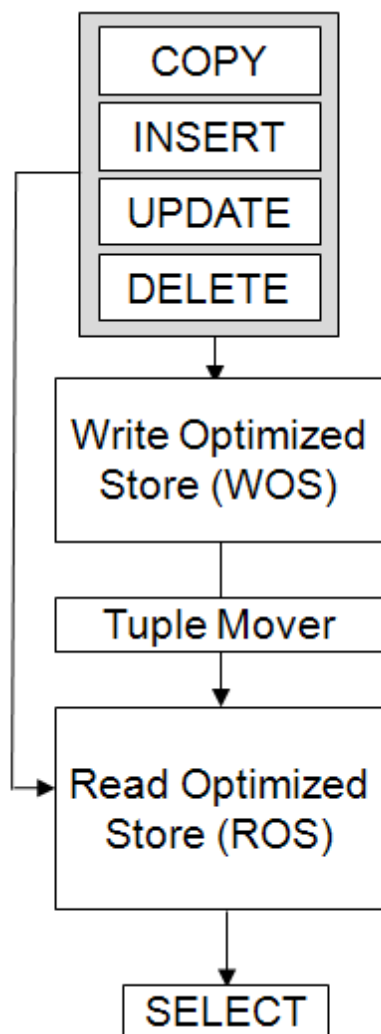 COPY
INSERT
UPDATE
DELETE
Write Optimized
Store (WOS)
Tuple Mover
Read Optimized
Store (ROS)
SELECT